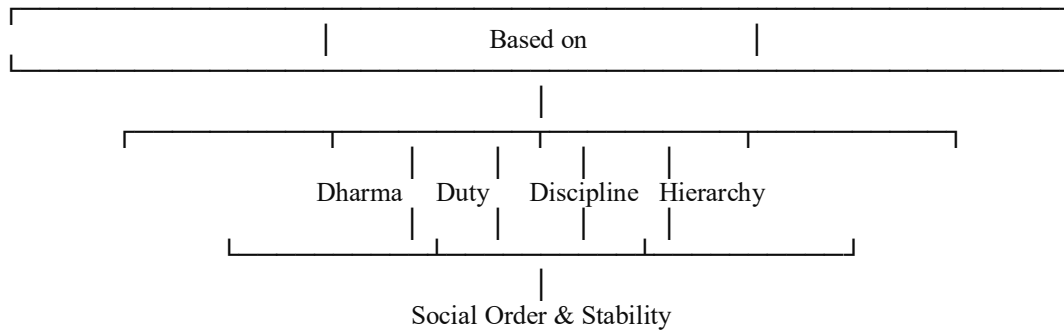 Based on
Dharma Duty Discipline Hierarchy
Social Order & Stability